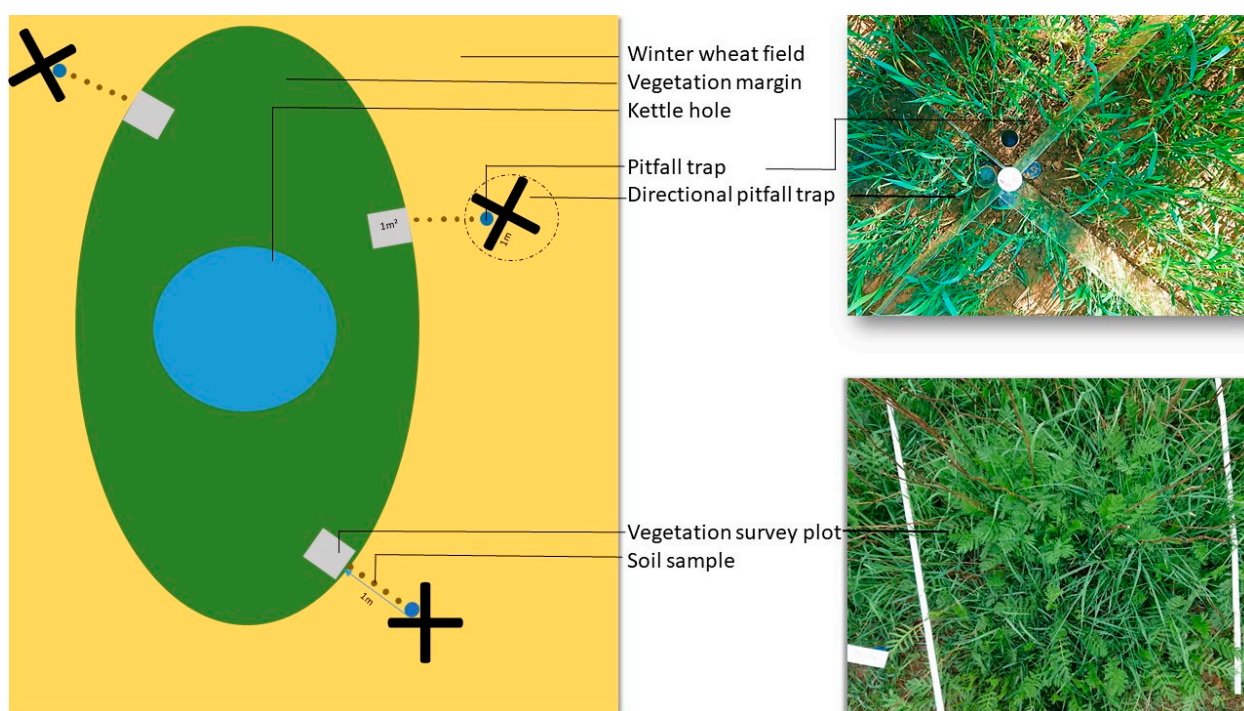 Winter wheat field
Vegetation margin
Kettle hole
Pitfall trap
Directional pitfall trap
1m²
1m
Vegetation survey plot
Soil sample
1m